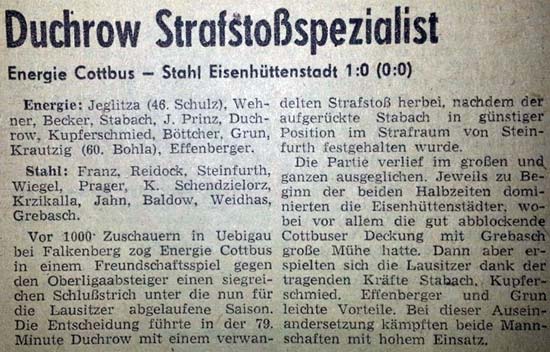 Duchrow Strafstoßspezialist
Energie Cottbus – Stahl Eisenhüttenstadt 1:0 (0:0)
Energie: Jeglitza (46. Schulz), Weh-
ner, Becker, Stabach, J. Prinz, Duch-
row, Kupferschmied, Böttcher, Grun,
Krautzig (60. Bohla), Effenberger.
Stahl: Franz, Reidock, Steinfurth,
Wiegel, Prager, K. Schendzielorz,
Krzikalla, Jahn, Baldow, Weidhas,
Grebasch.
Vor 1000 Zuschauern in Uebigau
bei Falkenberg zog Energie Cottbus
in einem Freundschaftsspiel gegen
den Oberligaabsteiger einen siegrei-
chen Schlußstrich unter die nun für
die Lausitzer abgelaufene Saison.
Die Entscheidung führte in der 79.
Minute Duchrow mit einem verwan-
delten Strafstoß herbei, nachdem der
aufgerückte Stabach in günstiger
Position im Strafraum von Stein-
furth festgehalten wurde.
Die Partie verlief im großen und
ganzen ausgeglichen. Jeweils zu Be-
ginn der beiden Halbzeiten domi-
nierten die Eisenhüttenstädter, wo-
bei vor allem die gut abblockende
Cottbuser Deckung mit Grebasch
große Mühe hatte. Dann aber er-
spielten sich die Lausitzer dank der
tragenden Kräfte Stabach, Kupfer-
schmied, Effenberger und Grun
leichte Vorteile. Bei dieser Ausein-
andersetzung kämpften beide Mann-
schaften mit hohem Einsatz.